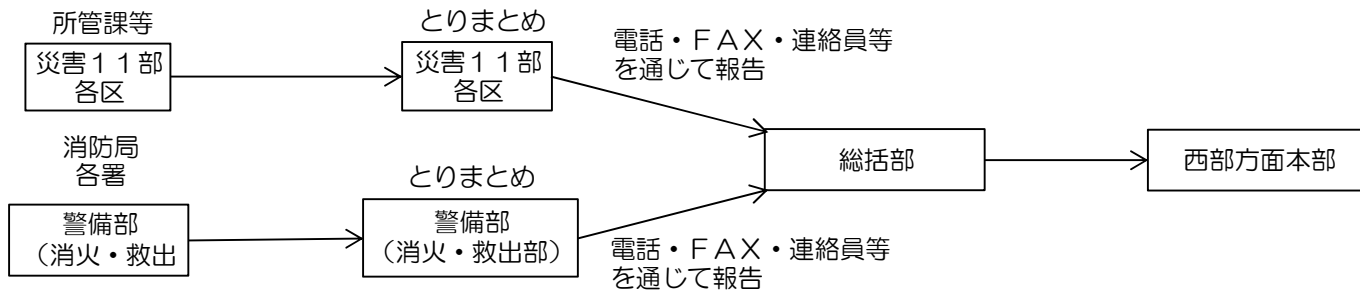 所管課等
災害１１部
各区
とりまとめ
災害１１部
各区
電話・ＦＡＸ・連絡員等
を通じて報告
消防局
各署
警備部
（消火・救出
とりまとめ
警備部
（消火・救出部）
電話・ＦＡＸ・連絡員等
を通じて報告
総括部
西部方面本部